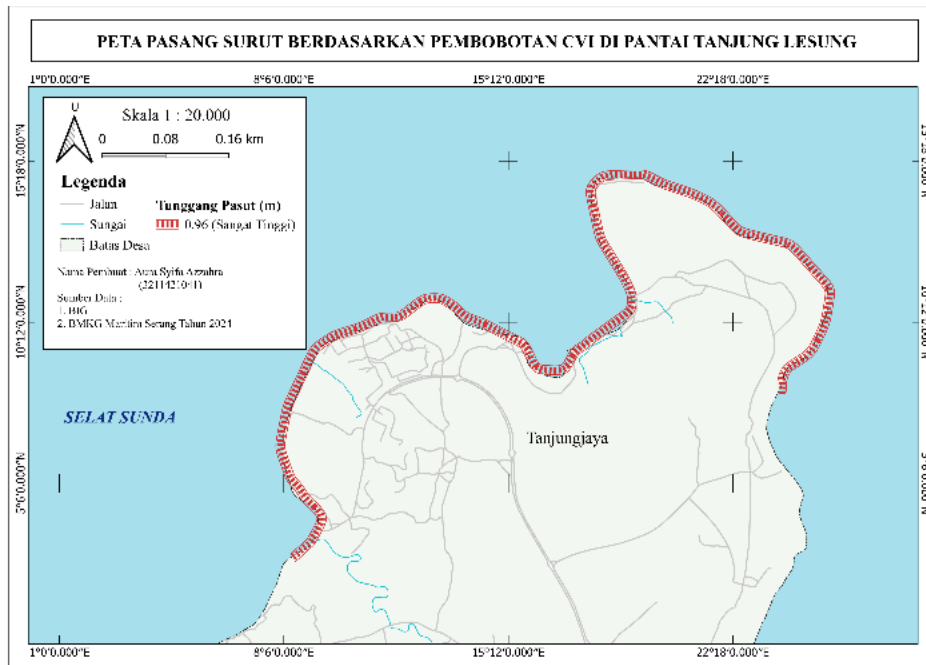 PETA PASANG SURUT BERDASARKAN PEMBOBOTAN CVI DI PANTAI TANJUNG LESUNG
1°0'0.000"E 8°6'0.000"E 15°12'0.000"E 22°18'0.000"E
U
Skala 1 : 20.000
0 0.08 0.16 km
Legenda
Jalan
Sungai
Batas Desa
Tunggang Pasut (m)
0.96 (Sangat Tinggi)
Nama Pembuat : Aura Syifa Azzahra
Sumber Data :
1. BIG
2. BMKG Maritim Serang Tahun 2021
15°18'0.000"N
10°12'0.000"N
5°6'0.000"N
SELAT SUNDA
Tanjungjaya
1°0'0.000"E 8°6'0.000"E 15°12'0.000"E 22°18'0.000"E